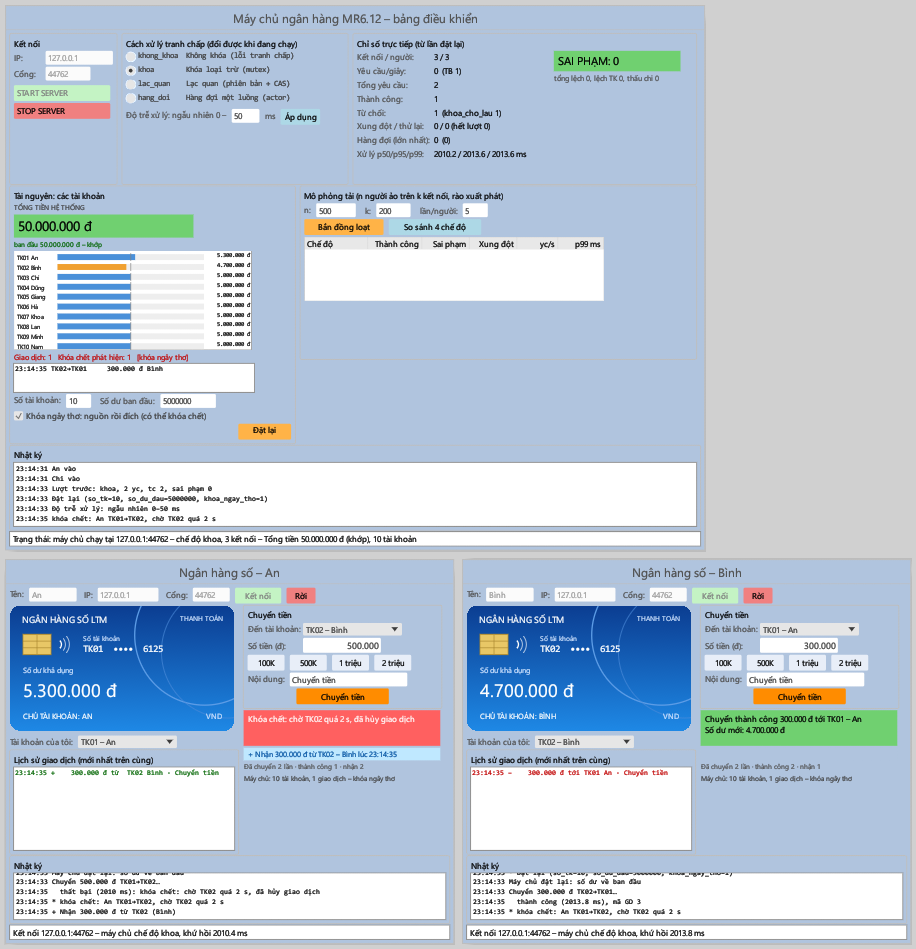 Máy chủ ngân hàng MR6.12 – bảng điều khiển
Kết nối
IP: 127.0.0.1
Cổng: 44762
START SERVER
STOP SERVER
Cách xử lý tranh chấp (đổi được khi đang chạy)
khong_khoa Không khóa (lỗi tranh chấp)
khoa Khóa loại trừ (mutex)
lac_quan Lạc quan (phiên bản + CAS)
hang_doi Hàng đợi một luồng (actor)
Độ trễ xử lý: ngẫu nhiên 0 – 50 ms Áp dụng
Chỉ số trực tiếp (từ lần đặt lại)
Kết nối / người: 3 / 3
Yêu cầu/giây: 0 (TB 1)
Tổng yêu cầu: 2
Thành công: 1
Từ chối: 1 (khoa_cho_lau 1)
Xung đột / thử lại: 0 / 0 (hết lượt 0)
Hàng đợi (lớn nhất): 0 (0)
Xử lý p50/p95/p99: 2010.2 / 2013.6 / 2013.6 ms
SAI PHẠM: 0
tổng lệch 0, lệch TK 0, thấu chi 0
Tài nguyên: các tài khoản
TỔNG TIỀN HỆ THỐNG
50.000.000 đ
ban đầu 50.000.000 đ – khớp
TK01 An 5.300.000 đ
TK02 Bình 4.700.000 đ
TK03 Chi 5.000.000 đ
TK04 Dũng 5.000.000 đ
TK05 Giang 5.000.000 đ
TK06 Hà 5.000.000 đ
TK07 Khoa 5.000.000 đ
TK08 Lan 5.000.000 đ
TK09 Minh 5.000.000 đ
TK10 Nam 5.000.000 đ
Giao dịch: 1 Khóa chết phát hiện: 1 [khóa ngây thơ]
23:14:35 TK02→TK01 300.000 đ Bình
Số tài khoản: 10 Số dư ban đầu: 5000000
Khóa ngây thơ: nguồn rồi đích (có thể khóa chết)
Đặt lại
Mô phỏng tải (n người ảo trên k kết nối, rào xuất phát)
n: 500 k: 200 lần/người: 5
Bắn đồng loạt So sánh 4 chế độ
Chế độ Thành công Sai phạm Xung đột yc/s p99 ms
Nhật ký
23:14:31 An vào
23:14:31 Chi vào
23:14:33 Lượt trước: khoa, 2 yc, tc 2, sai phạm 0
23:14:33 Đặt lại (so_tk=10, so_du_dau=5000000, khoa_ngay_tho=1)
23:14:33 Độ trễ xử lý: ngẫu nhiên 0–50 ms
23:14:35 khóa chết: An TK01→TK02, chờ TK02 quá 2 s
Trạng thái: máy chủ chạy tại 127.0.0.1:44762 – chế độ khoa, 3 kết nối – Tổng tiền 50.000.000 đ (khớp), 10 tài khoản
Ngân hàng số – An
Tên: An IP: 127.0.0.1 Cổng: 44762 Kết nối Rời
NGÂN HÀNG SỐ LTM THANH TOÁN
Số tài khoản
TK01 •••• 6125
Số dư khả dụng
5.300.000 đ
CHỦ TÀI KHOẢN: AN VND
Tài khoản của tôi: TK01 – An
Lịch sử giao dịch (mới nhất trên cùng)
23:14:35 + 300.000 đ từ TK02 Bình · Chuyển tiền
Chuyển tiền
Đến tài khoản: TK02 – Bình
Số tiền (đ): 500.000
100K 500K 1 triệu 2 triệu
Nội dung: Chuyển tiền
Chuyển tiền
Khóa chết: chờ TK02 quá 2 s, đã hủy giao dịch
+ Nhận 300.000 đ từ TK02 – Bình lúc 23:14:35
Đã chuyển 2 lần · thành công 1 · nhận 2
Máy chủ: 10 tài khoản, 1 giao dịch – khóa ngây thơ
Nhật ký
23:14:33 Máy chủ đặt lại: số dư về ban đầu
23:14:33 Chuyển 500.000 đ TK01→TK02…
23:14:35 thất bại (2010 ms): khóa chết: chờ TK02 quá 2 s, đã hủy giao dịch
23:14:35 * khóa chết: An TK01→TK02, chờ TK02 quá 2 s
23:14:35 + Nhận 300.000 đ từ TK02 (Bình)
Kết nối 127.0.0.1:44762 – máy chủ chế độ khoa, khứ hồi 2010.4 ms
Ngân hàng số – Bình
Tên: Bình IP: 127.0.0.1 Cổng: 44762 Kết nối Rời
NGÂN HÀNG SỐ LTM THANH TOÁN
Số tài khoản
TK02 •••• 6125
Số dư khả dụng
4.700.000 đ
CHỦ TÀI KHOẢN: BÌNH VND
Tài khoản của tôi: TK02 – Bình
Lịch sử giao dịch (mới nhất trên cùng)
23:14:35 – 300.000 đ tới TK01 An · Chuyển tiền
Chuyển tiền
Đến tài khoản: TK01 – An
Số tiền (đ): 300.000
100K 500K 1 triệu 2 triệu
Nội dung: Chuyển tiền
Chuyển tiền
Chuyển thành công 300.000 đ tới TK01 – An
Số dư mới: 4.700.000 đ
Đã chuyển 2 lần · thành công 2 · nhận 1
Máy chủ: 10 tài khoản, 1 giao dịch – khóa ngây thơ
Nhật ký
23:14:33 Máy chủ đặt lại: số dư về ban đầu
23:14:33 Chuyển 300.000 đ TK02→TK01…
23:14:35 thành công (2013.8 ms), mã GD 3
23:14:35 * khóa chết: An TK01→TK02, chờ TK02 quá 2 s
Kết nối 127.0.0.1:44762 – máy chủ chế độ khoa, khứ hồi 2013.8 ms